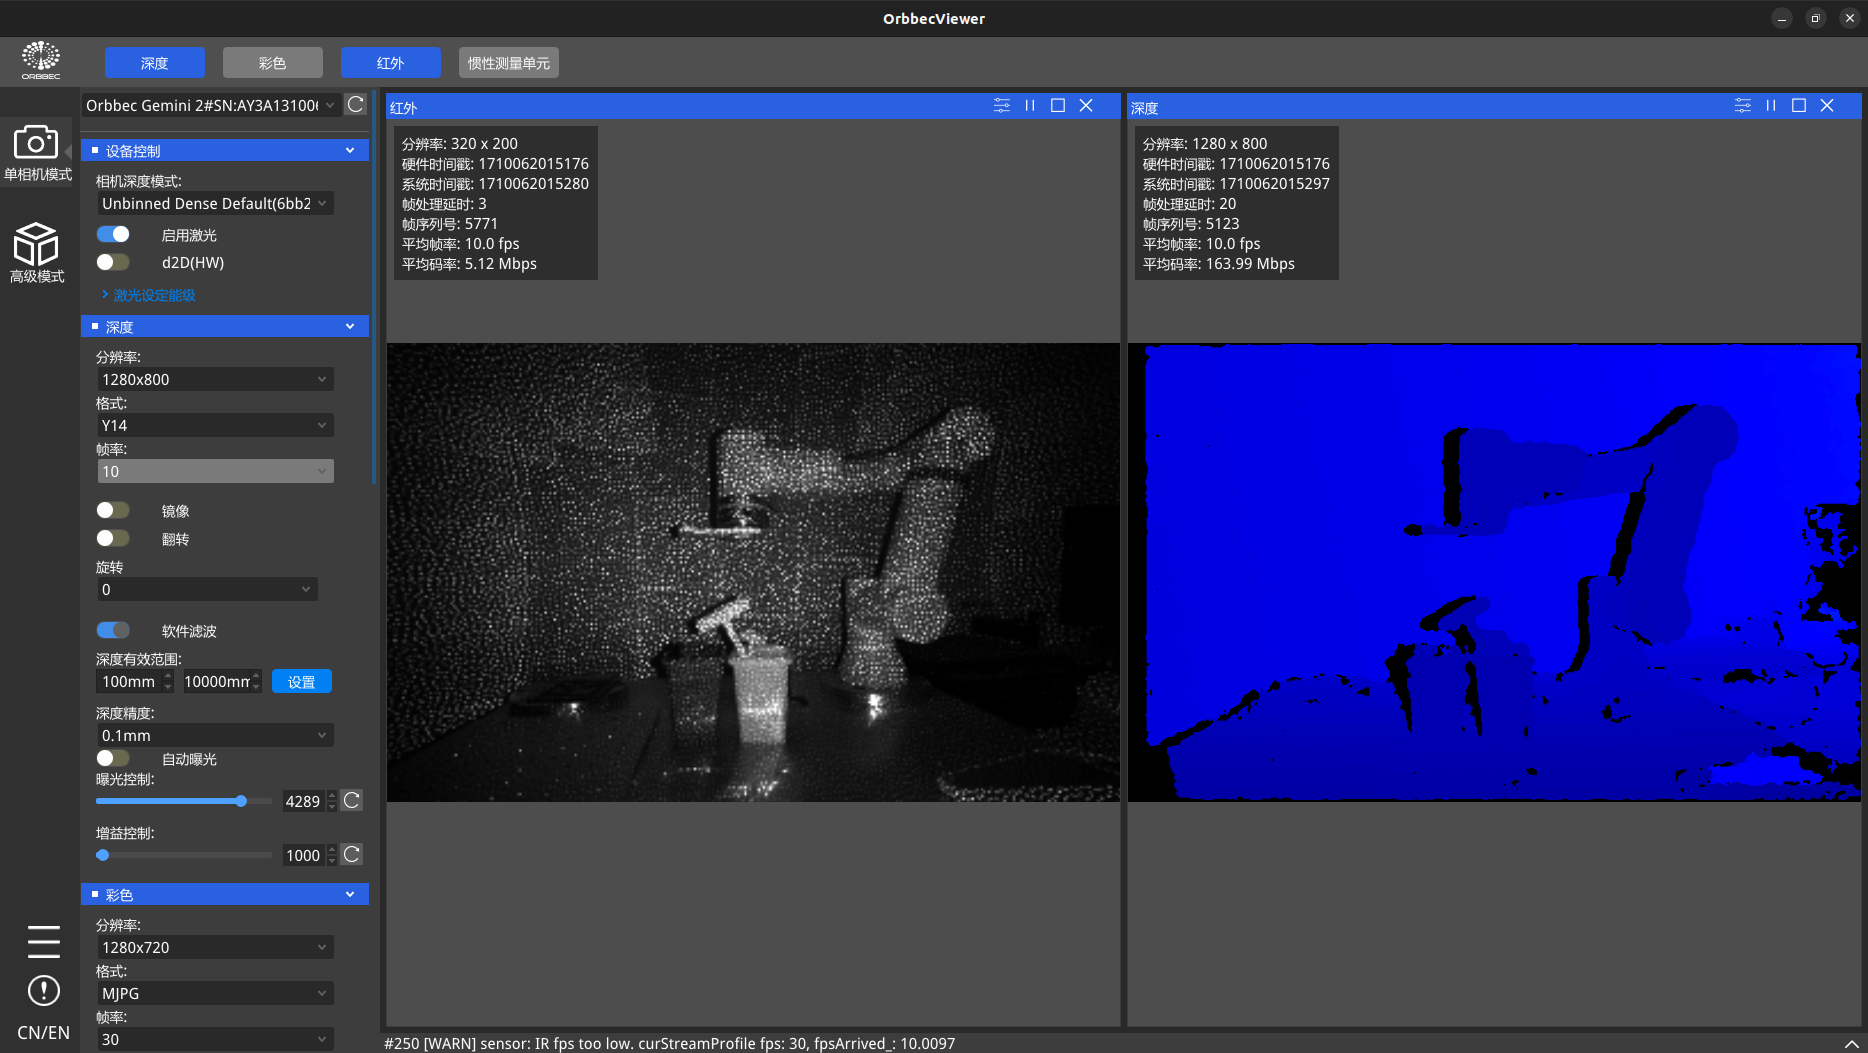 OrbbecViewer
ORBBEC
深度
彩色
红外
惯性测量单元
Orbbec Gemini 2#SN:AY3A13100
单相机模式
高级模式
设备控制
相机深度模式:
Unbinned Dense Default(6bb2
启用激光
d2D(HW)
激光设定能级
深度
分辨率:
1280x800
格式:
Y14
帧率:
10
镜像
翻转
旋转
0
软件滤波
深度有效范围:
100mm
10000mm
设置
深度精度:
0.1mm
自动曝光
曝光控制:
4289
增益控制:
1000
彩色
分辨率:
1280x720
格式:
MJPG
帧率:
30
CN/EN
红外
分辨率: 320 x 200
硬件时间戳: 1710062015176
系统时间戳: 1710062015280
帧处理延时: 3
帧序列号: 5771
平均帧率: 10.0 fps
平均码率: 5.12 Mbps
深度
分辨率: 1280 x 800
硬件时间戳: 1710062015176
系统时间戳: 1710062015297
帧处理延时: 20
帧序列号: 5123
平均帧率: 10.0 fps
平均码率: 163.99 Mbps
#250 [WARN] sensor: IR fps too low. curStreamProfile fps: 30, fpsArrived_: 10.0097